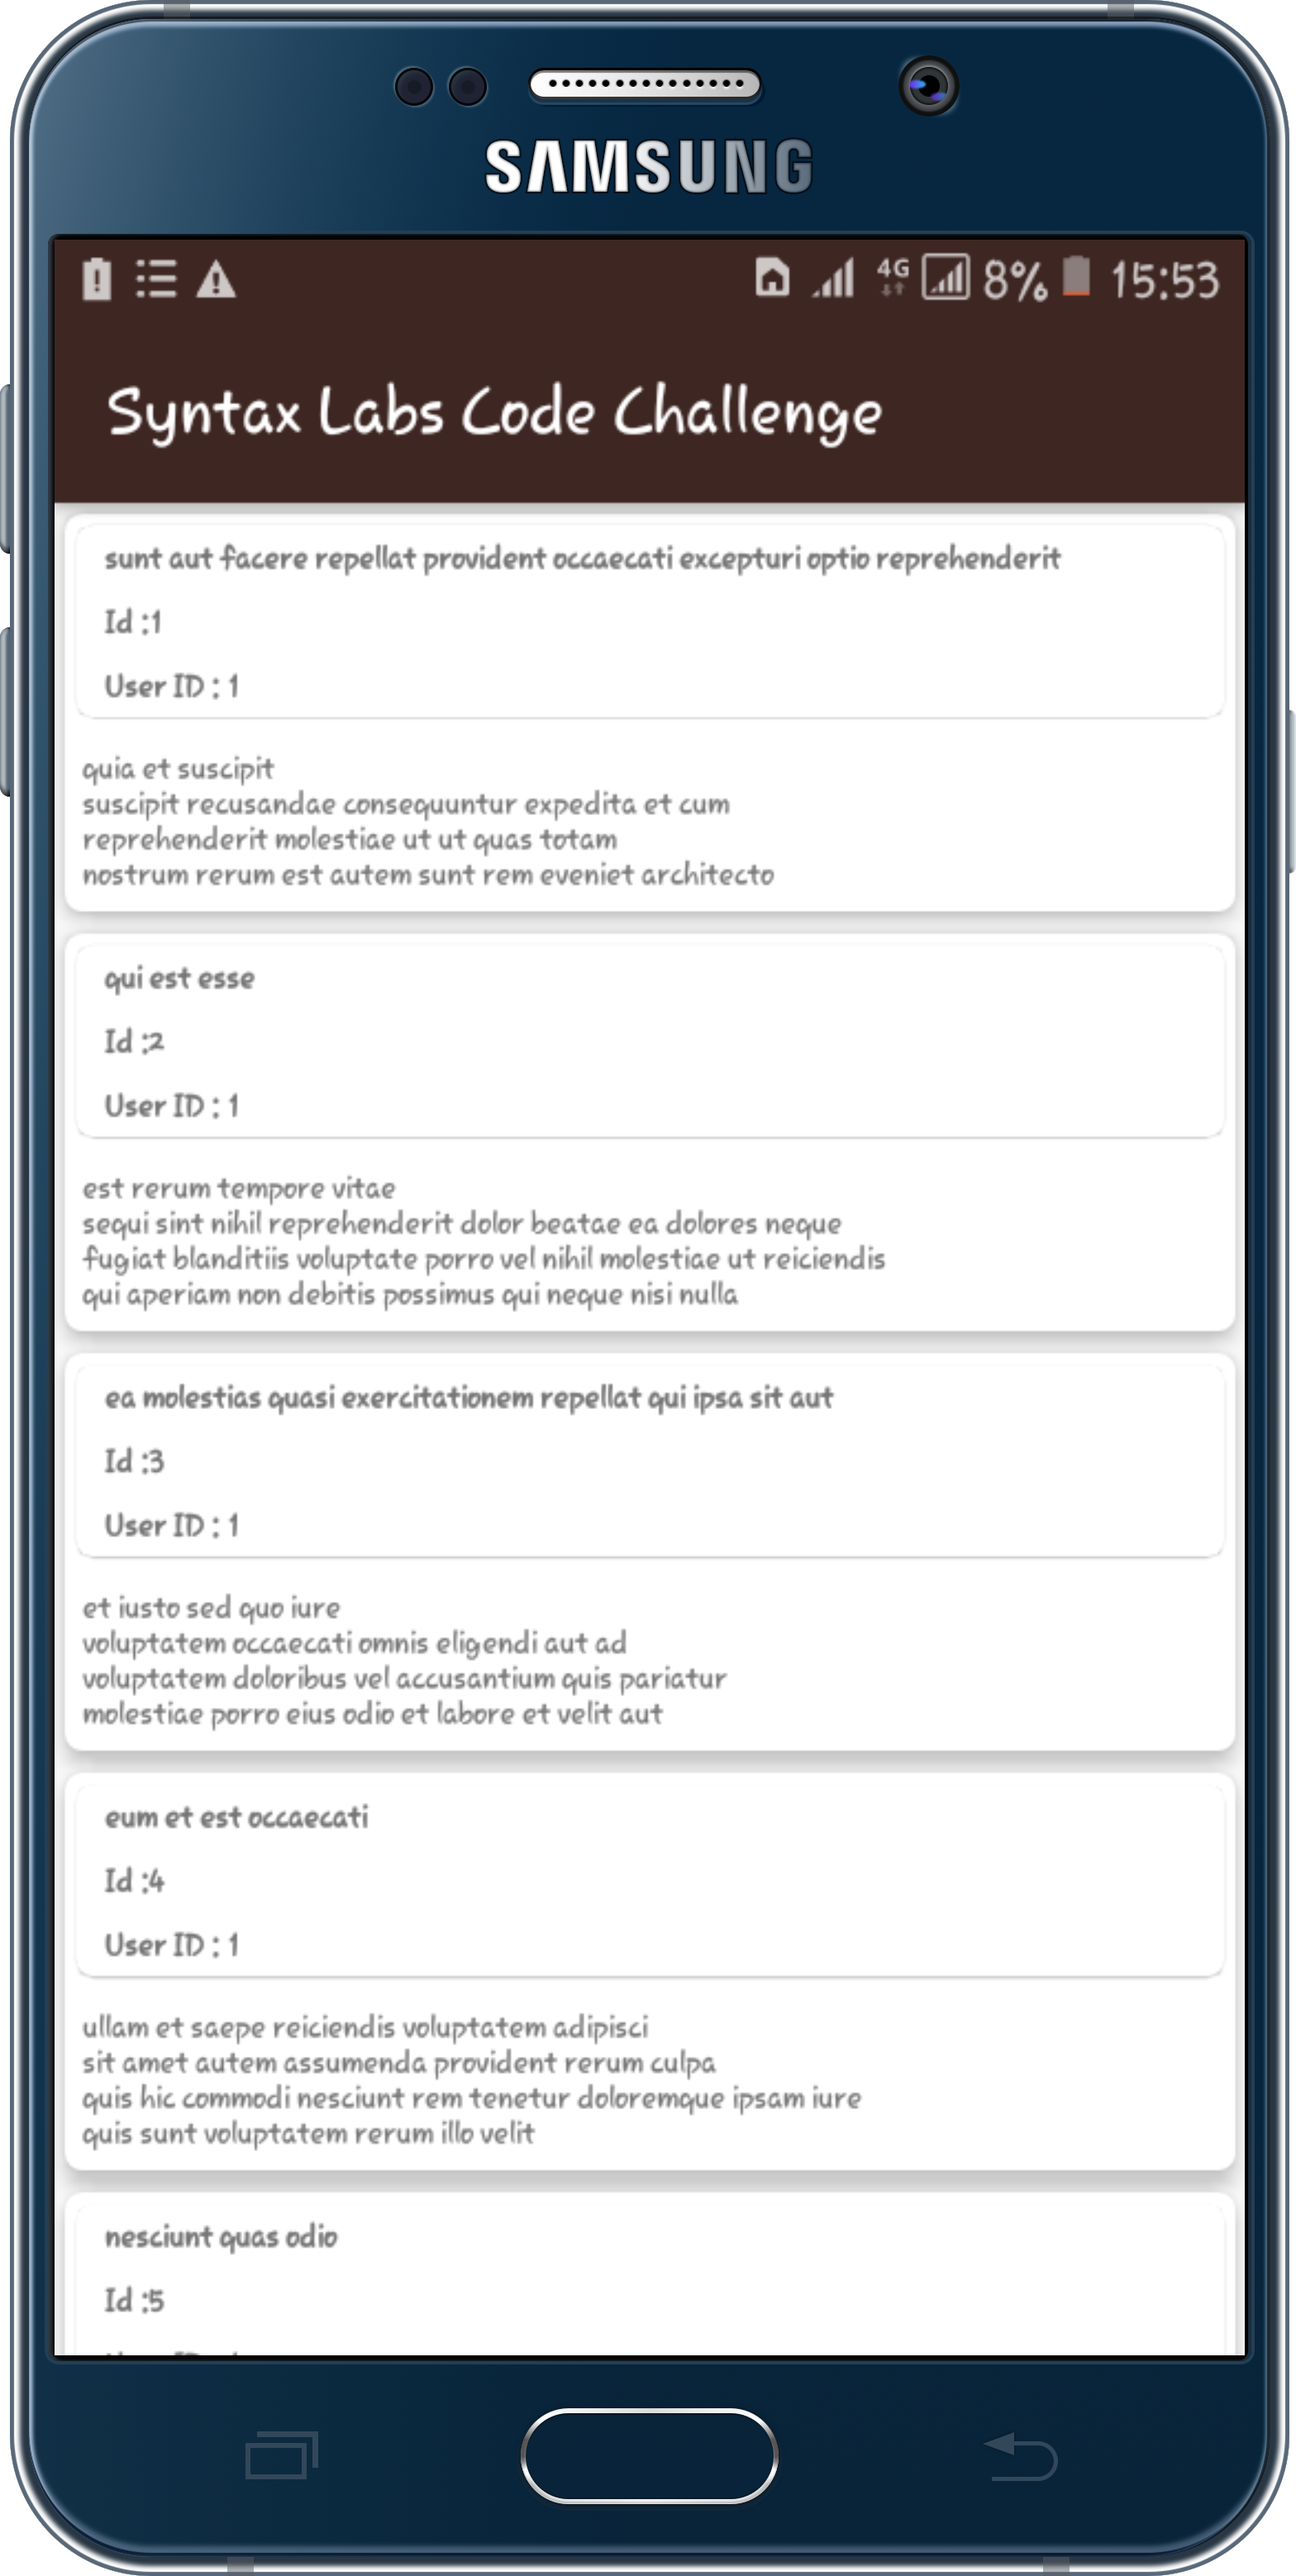 SAMSUNG
4G 8% 15:53
Syntax Labs Code Challenge
sunt aut facere repellat provident occaecati excepturi optio reprehenderit
Id :1
User ID : 1
quia et suscipit
suscipit recusandae consequuntur expedita et cum
reprehenderit molestiae ut ut quas totam
nostrum rerum est autem sunt rem eveniet architecto
qui est esse
Id :2
User ID : 1
est rerum tempore vitae
sequi sint nihil reprehenderit dolor beatae ea dolores neque
fugiat blanditiis voluptate porro vel nihil molestiae ut reiciendis
qui aperiam non debitis possimus qui neque nisi nulla
ea molestias quasi exercitationem repellat qui ipsa sit aut
Id :3
User ID : 1
et iusto sed quo iure
voluptatem occaecati omnis eligendi aut ad
voluptatem doloribus vel accusantium quis pariatur
molestiae porro eius odio et labore et velit aut
eum et est occaecati
Id :4
User ID : 1
ullam et saepe reiciendis voluptatem adipisci
sit amet autem assumenda provident rerum culpa
quis hic commodi nesciunt rem tenetur doloremque ipsam iure
quis sunt voluptatem rerum illo velit
nesciunt quas odio
Id :5